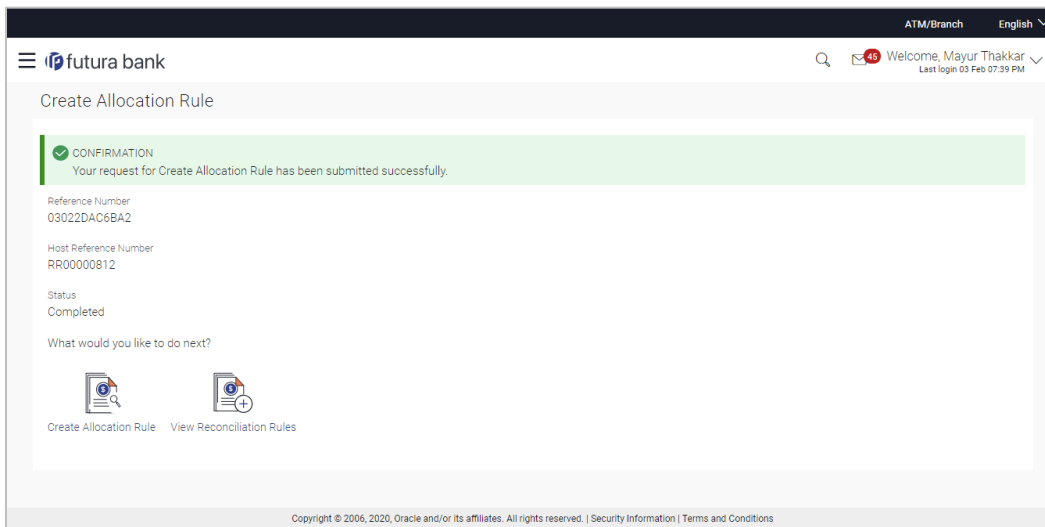 ATM/Branch English
futura bank
45 Welcome, Mayur Thakkar
Last login 03 Feb 07:39 PM
Create Allocation Rule
CONFIRMATION
Your request for Create Allocation Rule has been submitted successfully.
Reference Number
03022DAC6BA2
Host Reference Number
RR00000812
Status
Completed
What would you like to do next?
Create Allocation Rule View Reconciliation Rules
Copyright © 2006, 2020, Oracle and/or its affiliates. All rights reserved. | Security Information | Terms and Conditions